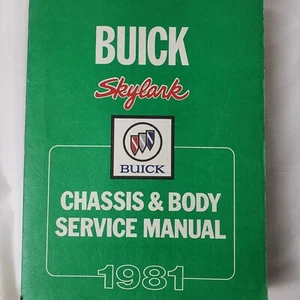 BUICK
Skylark
BUICK
CHASSIS & BODY
SERVICE MANUAL
1981